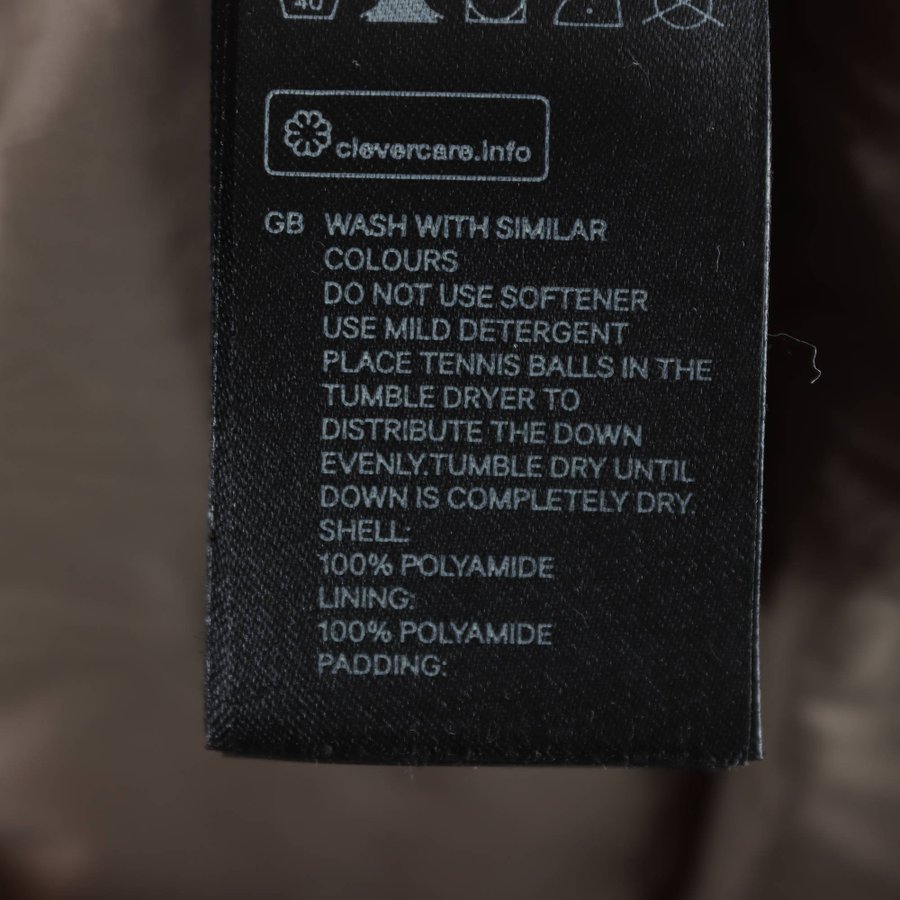 40
clevercare.info
GB WASH WITH SIMILAR
COLOURS
DO NOT USE SOFTENER
USE MILD DETERGENT
PLACE TENNIS BALLS IN THE
TUMBLE DRYER TO
DISTRIBUTE THE DOWN
EVENLY.TUMBLE DRY UNTIL
DOWN IS COMPLETELY DRY.
SHELL:
100% POLYAMIDE
LINING:
100% POLYAMIDE
PADDING: